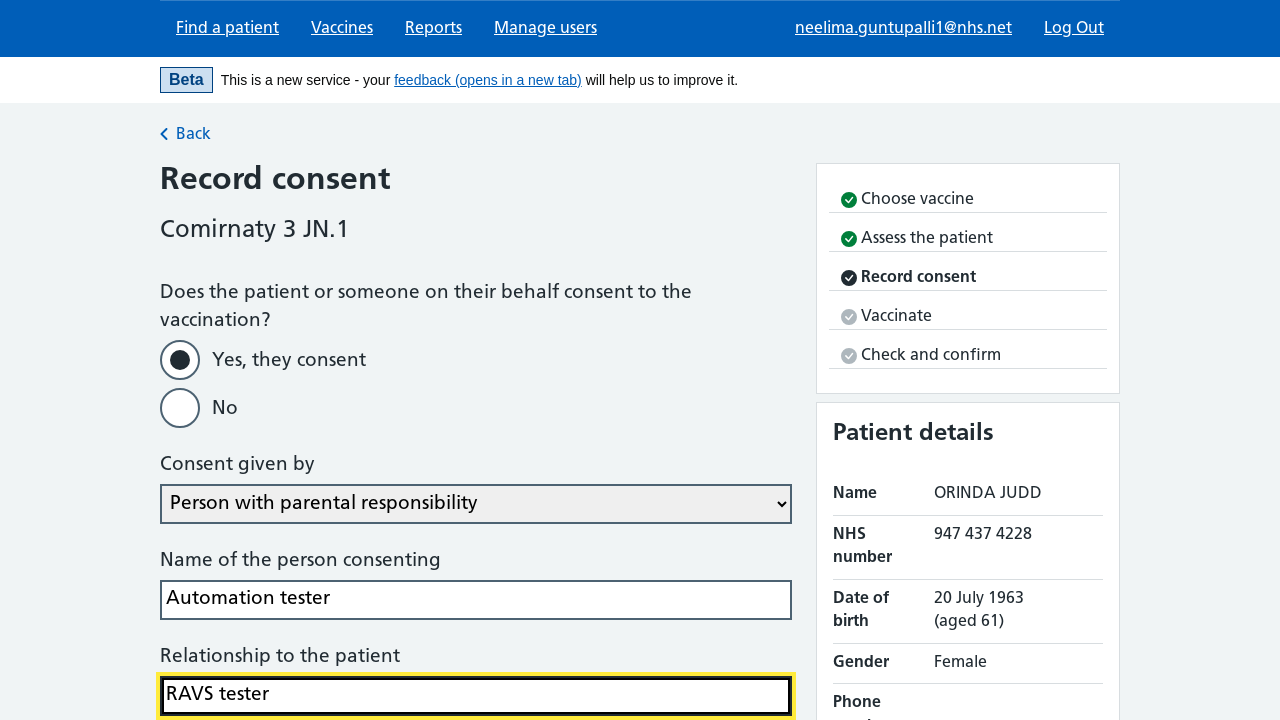 Find a patient
Vaccines
Reports
Manage users
neelima.guntupalli1@nhs.net
Log Out
Beta
This is a new service - your feedback (opens in a new tab) will help us to improve it.
Back
Record consent
Comirnaty 3 JN.1
Does the patient or someone on their behalf consent to the
vaccination?
Yes, they consent
No
Consent given by
Person with parental responsibility
Name of the person consenting
Automation tester
Relationship to the patient
RAVS tester
Choose vaccine
Assess the patient
Record consent
Vaccinate
Check and confirm
Patient details
Name ORINDA JUDD
NHS 947 437 4228
number
Date of 20 July 1963
birth (aged 61)
Gender Female
Phone